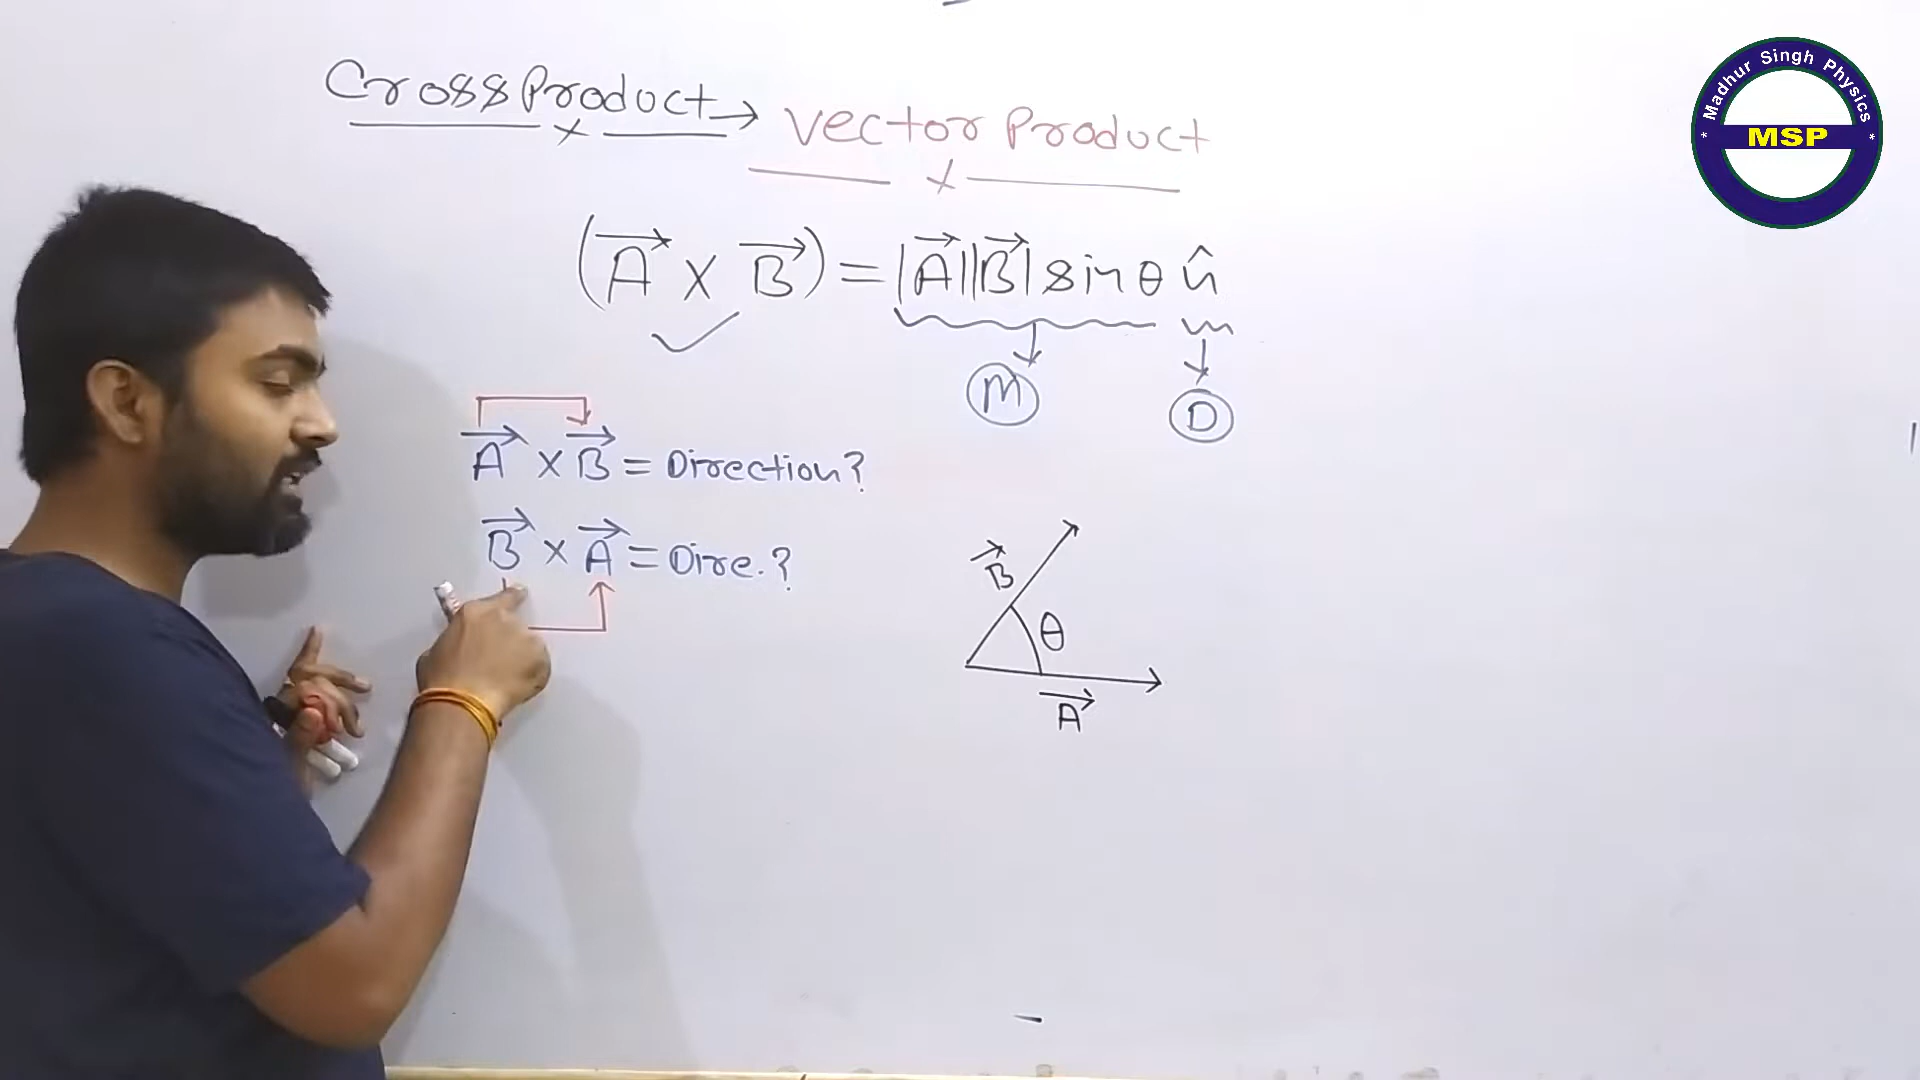 Cross Product → Vector Product
(A⃗ × B⃗) = |A⃗||B⃗| sin θ n̂
M
D
A⃗ × B⃗ = Direction?
B⃗ × A⃗ = Dire.?
B⃗
θ
A⃗
* Madhur Singh Physics *
MSP